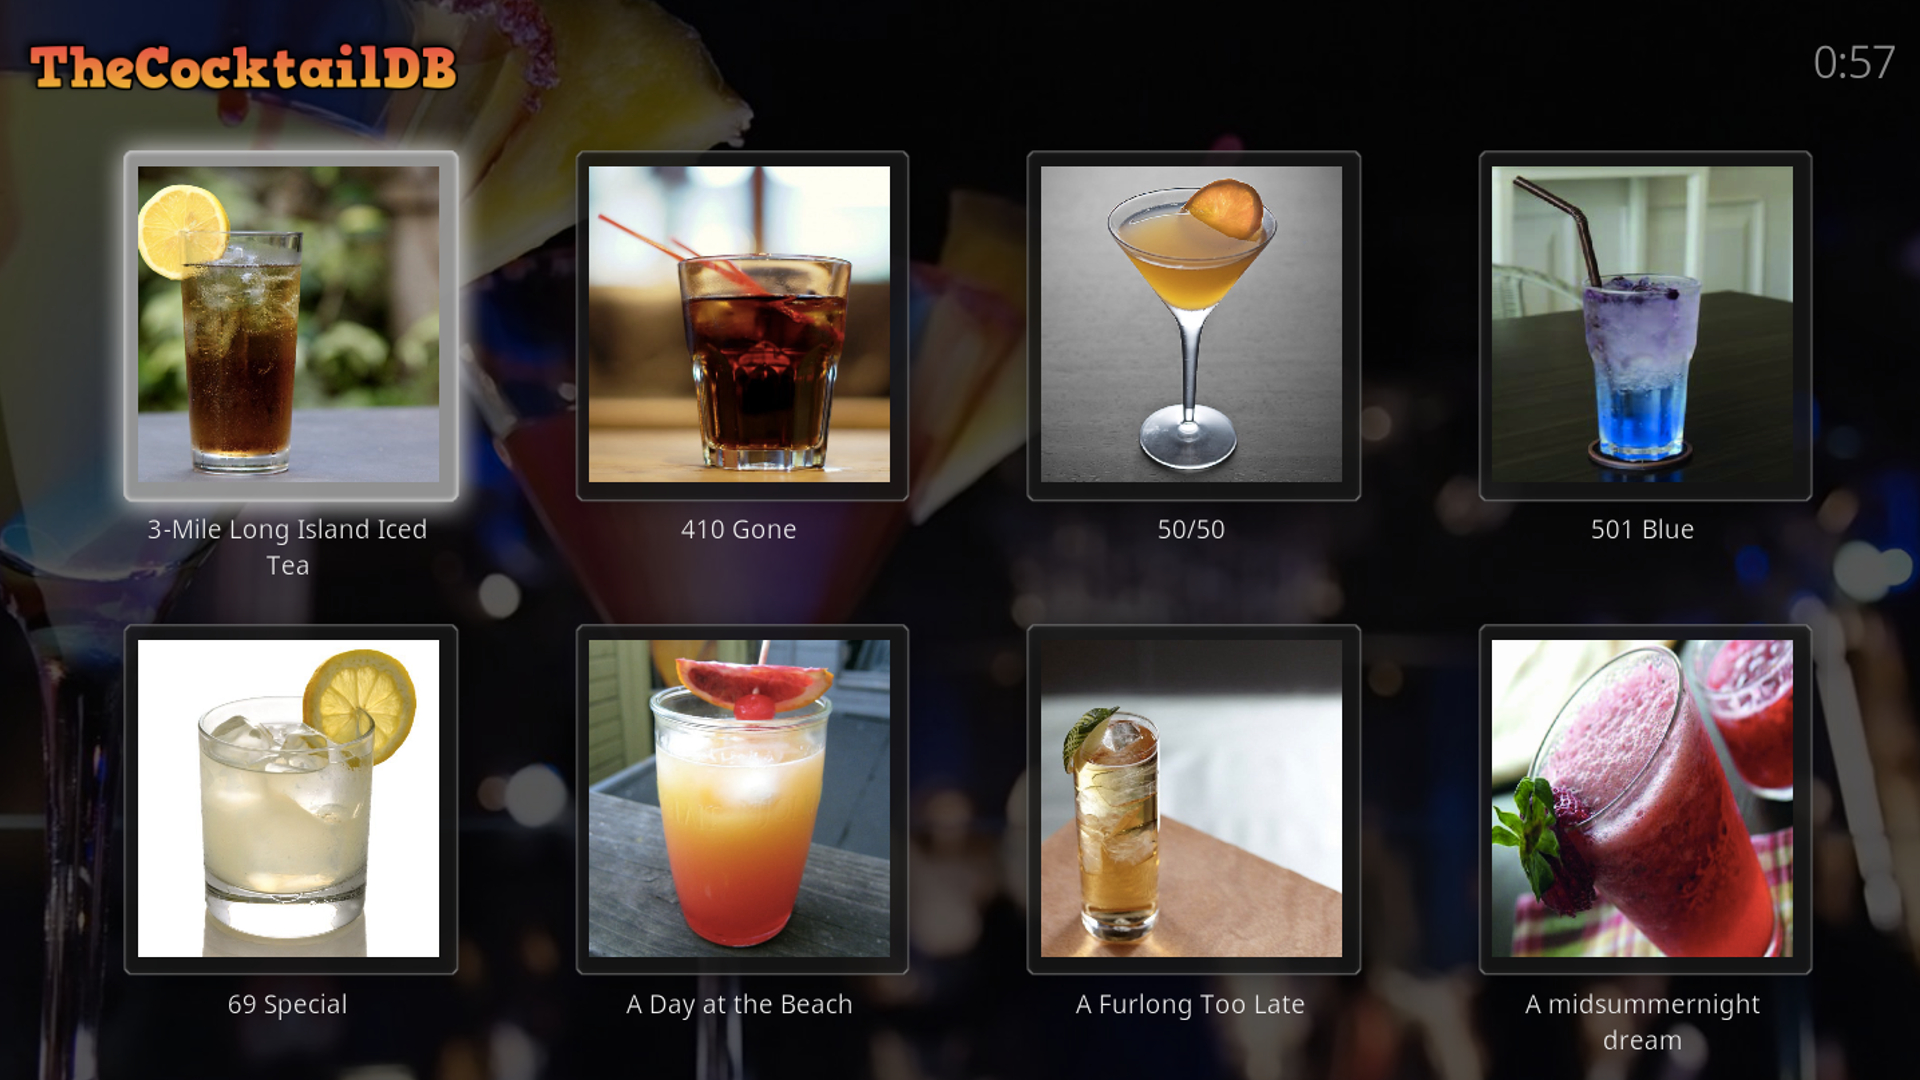 TheCocktailDB
0:57
3-Mile Long Island Iced
Tea
410 Gone
50/50
501 Blue
69 Special
A Day at the Beach
A Furlong Too Late
A midsummernight
dream